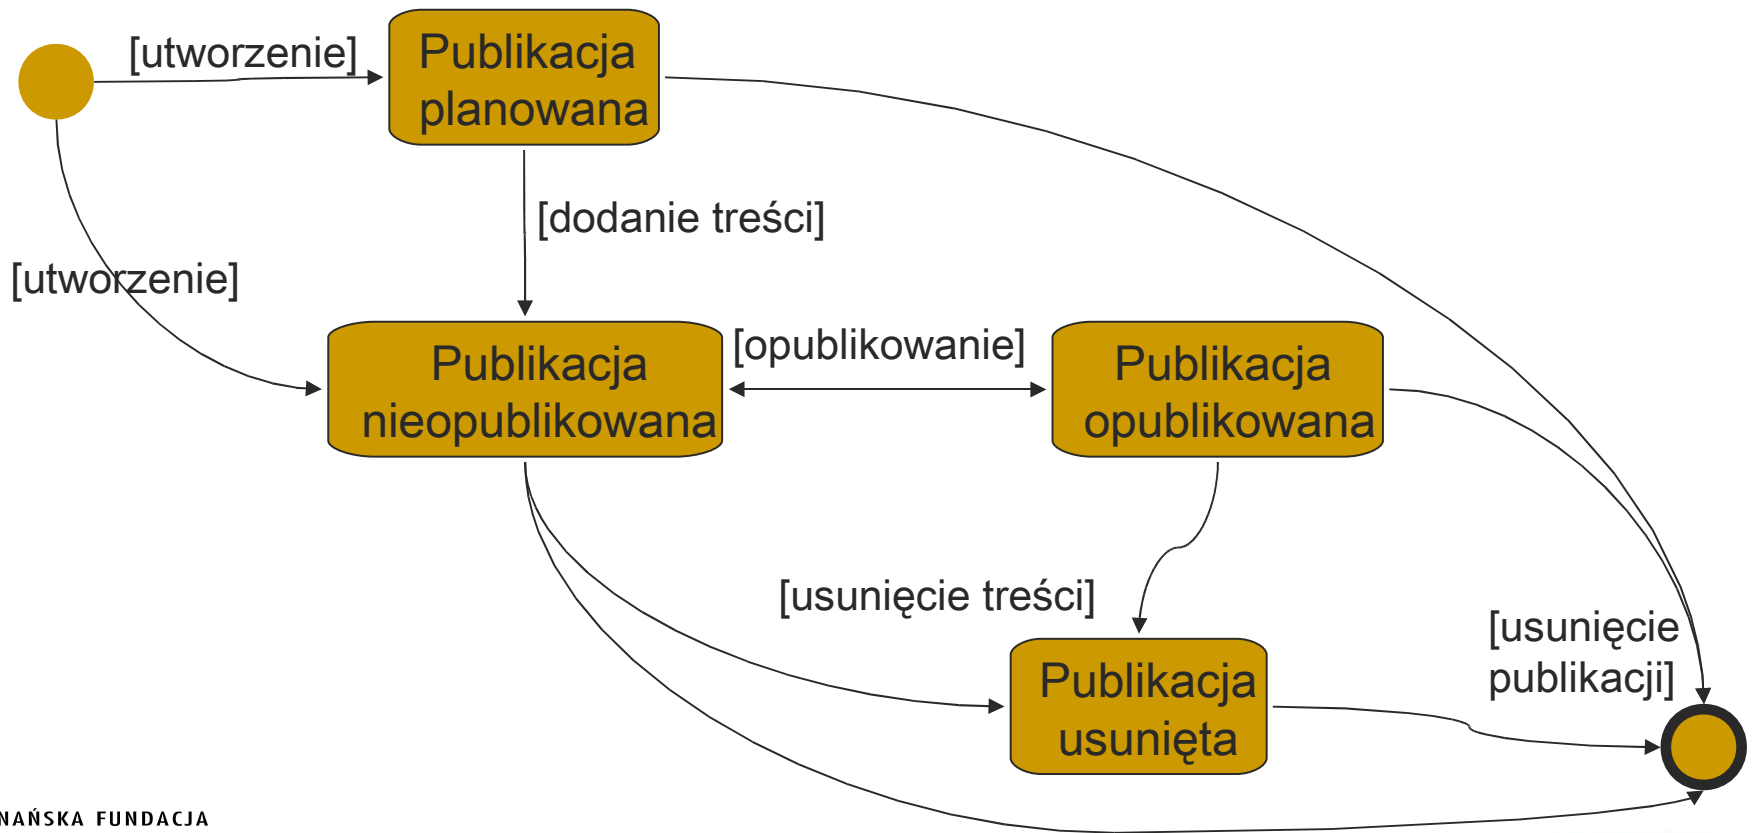 [utworzenie]
Publikacja
planowana
[dodanie treści]
[utworzenie]
Publikacja
nieopublikowana
[opublikowanie]
Publikacja
opublikowana
[usunięcie treści]
Publikacja
usunięta
[usunięcie
publikacji]
NAŃSKA FUNDACJA